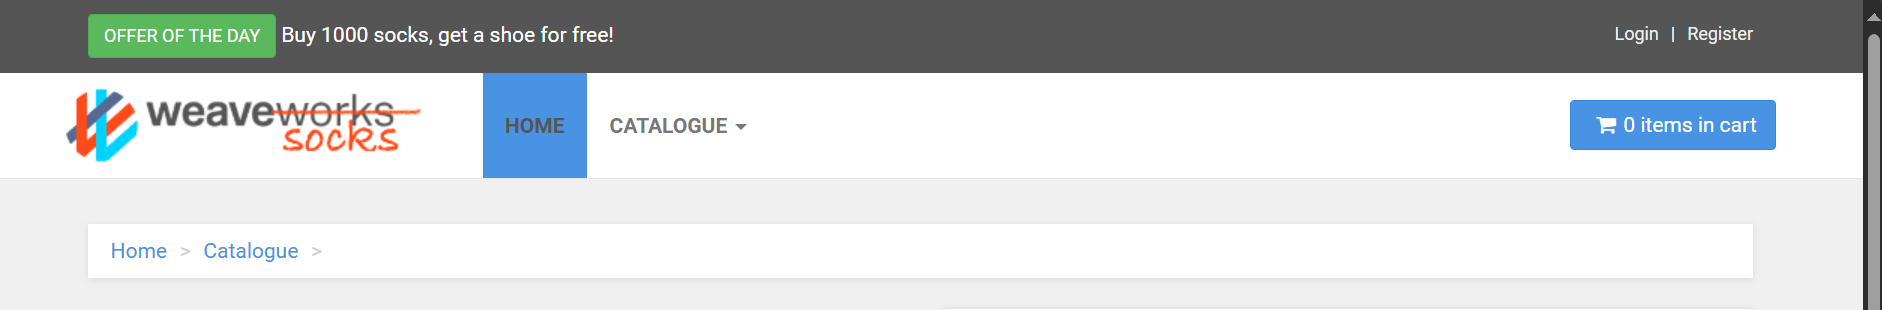 OFFER OF THE DAY Buy 1000 socks, get a shoe for free!
Login | Register
weaveworks
socks
HOME
CATALOGUE
0 items in cart
Home > Catalogue >